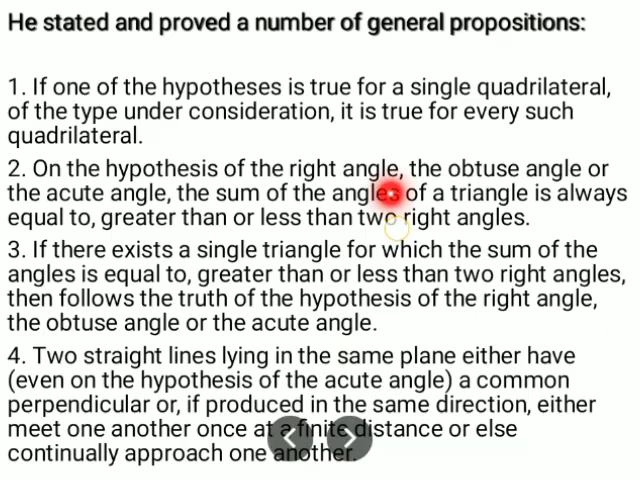 He stated and proved a number of general propositions:
1. If one of the hypotheses is true for a single quadrilateral,
of the type under consideration, it is true for every such
quadrilateral.
2. On the hypothesis of the right angle, the obtuse angle or
the acute angle, the sum of the angles of a triangle is always
equal to, greater than or less than two right angles.
3. If there exists a single triangle for which the sum of the
angles is equal to, greater than or less than two right angles,
then follows the truth of the hypothesis of the right angle,
the obtuse angle or the acute angle.
4. Two straight lines lying in the same plane either have
(even on the hypothesis of the acute angle) a common
perpendicular or, if produced in the same direction, either
meet one another once at a finite distance or else
continually approach one another.